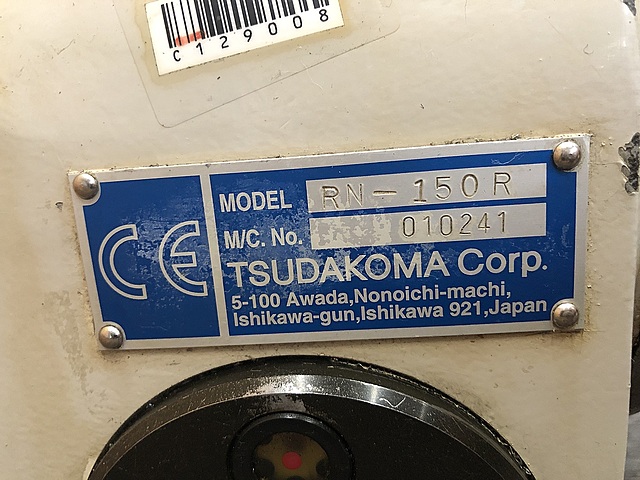 C129008
CE
MODEL RN-150R
M/C. No. 010241
TSUDAKOMA Corp.
5-100 Awada,Nonoichi-machi,
Ishikawa-gun,Ishikawa 921,Japan